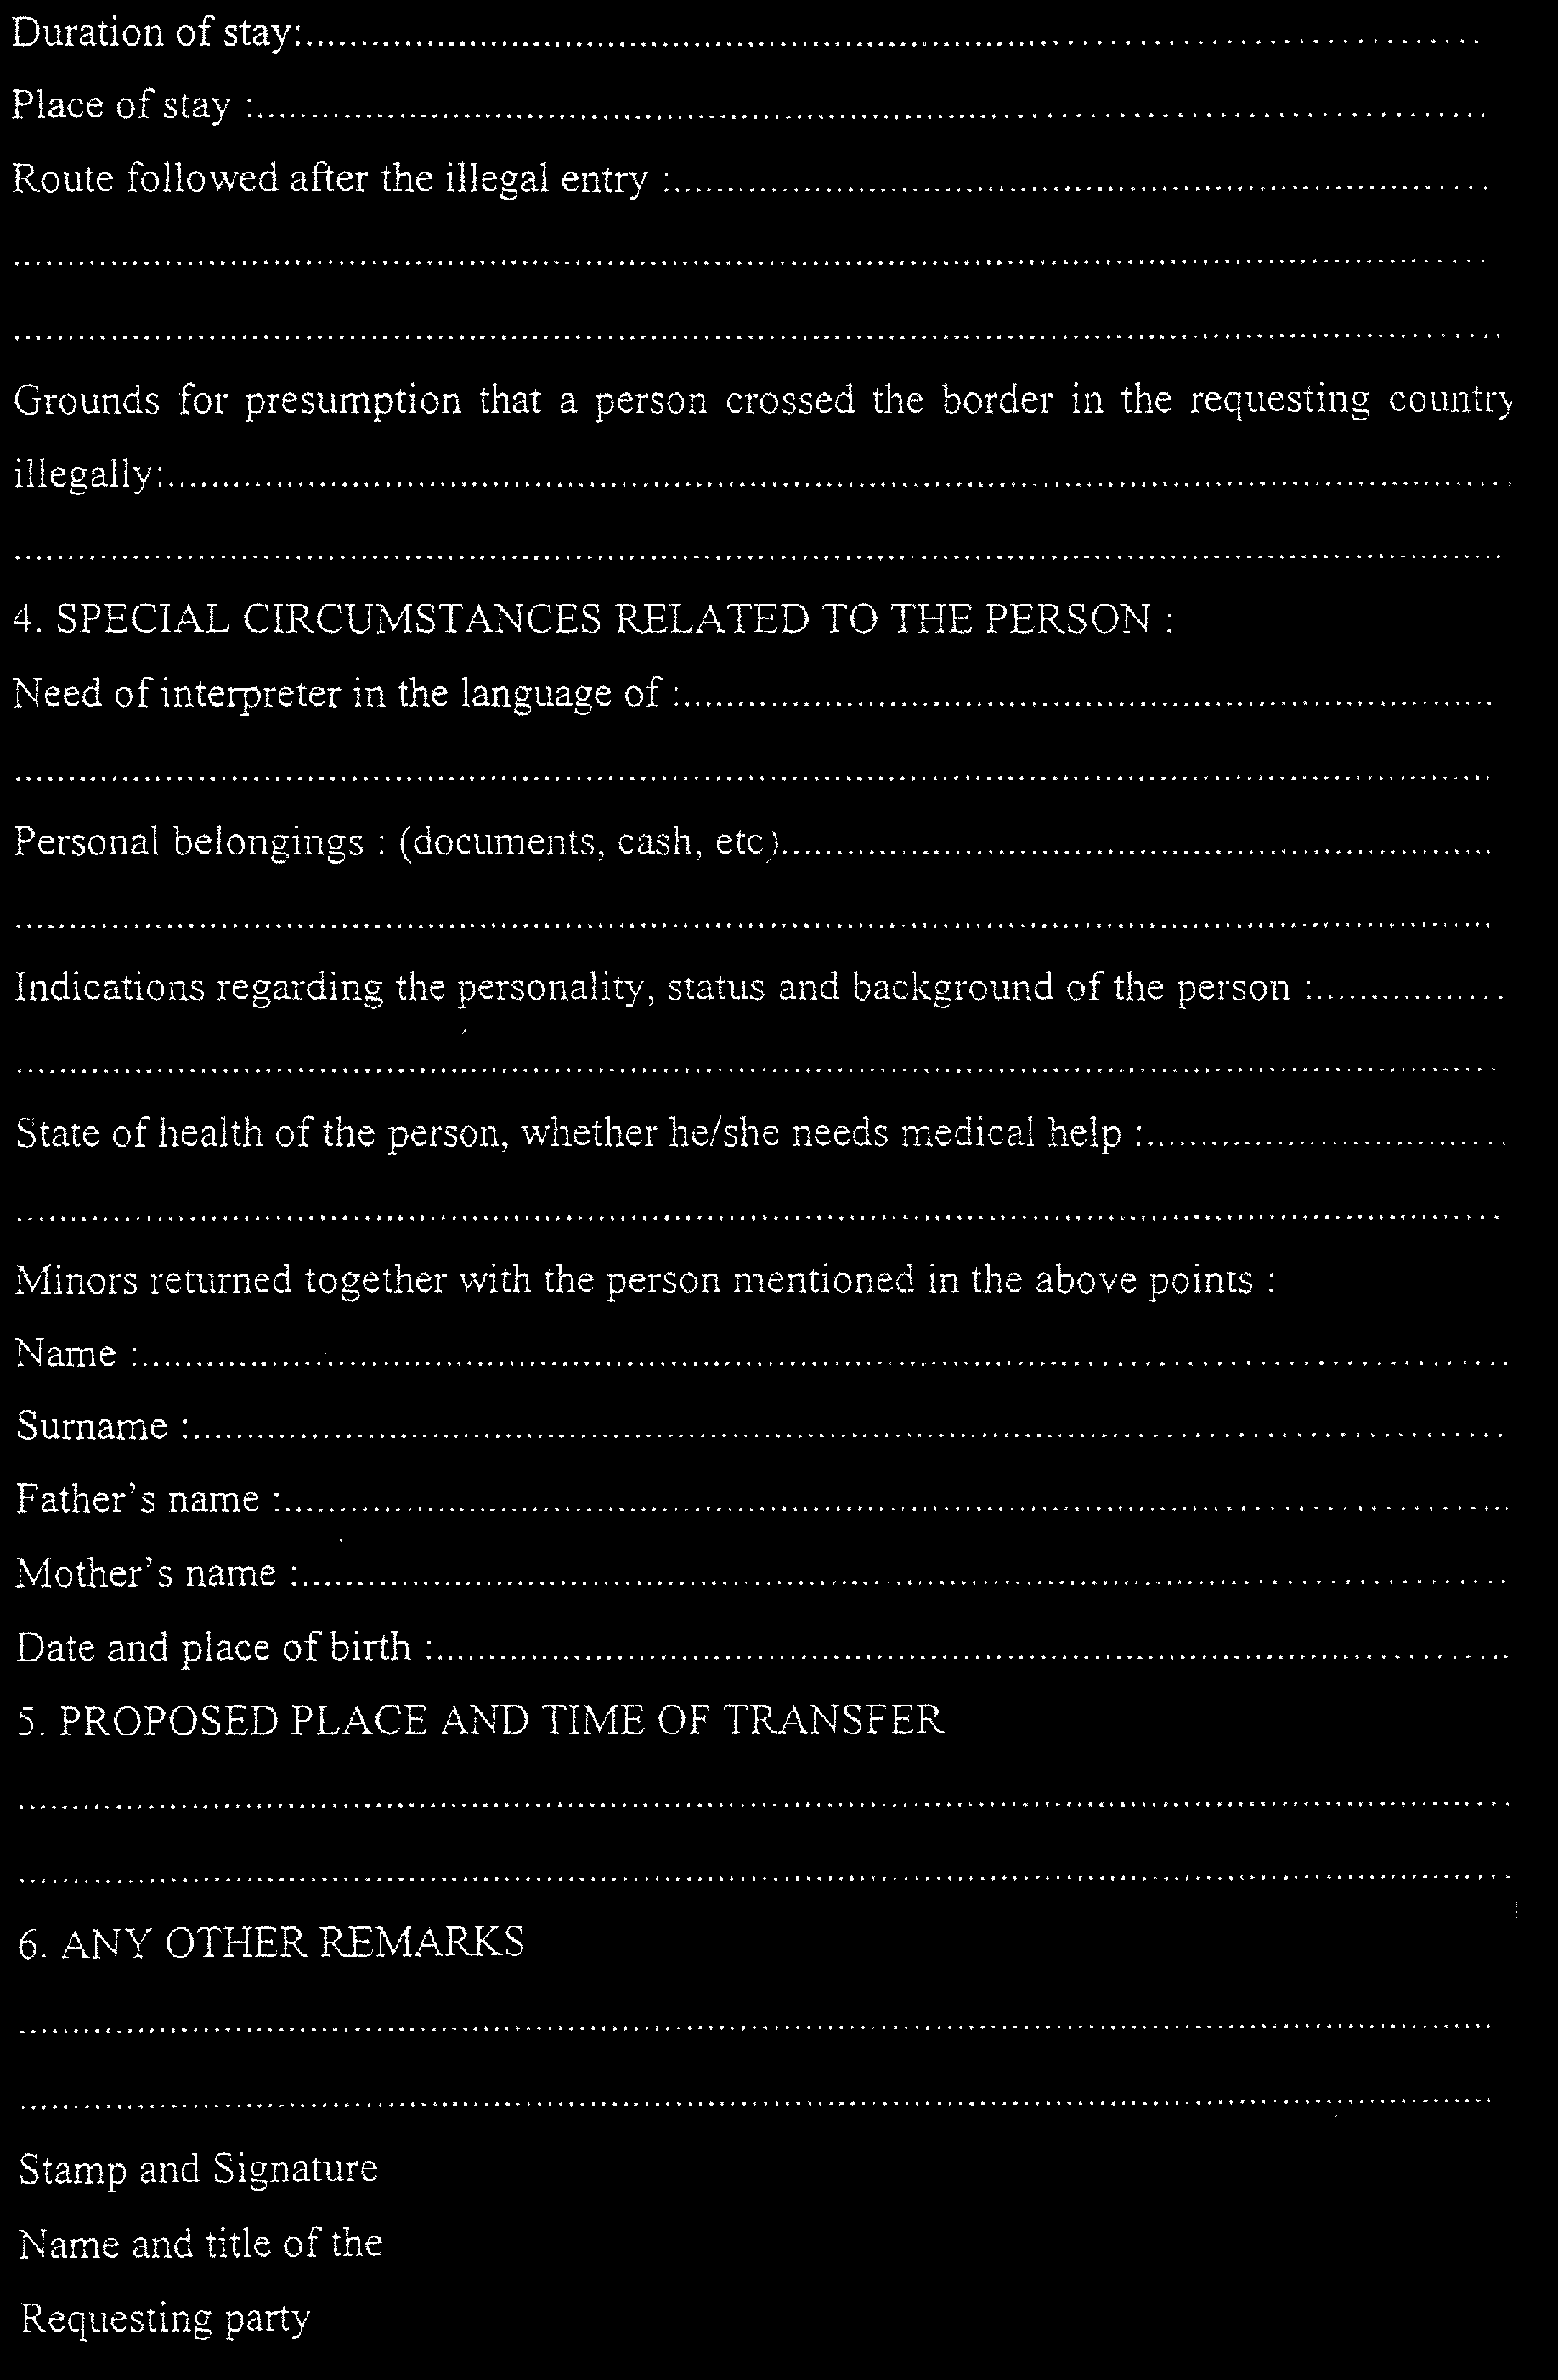 Duration of stay:..............................................................................................................
Place of stay :..............................................................................................................
Route followed after the illegal entry :..............................................................................
..............................................................................................................................
..............................................................................................................................
Grounds for presumption that a person crossed the border in the requesting country
illegally:..............................................................................................................
..............................................................................................................................
4. SPECIAL CIRCUMSTANCES RELATED TO THE PERSON :
Need of interpreter in the language of :..............................................................................
..............................................................................................................................
Personal belongings : (documents, cash, etc)......................................................................
..............................................................................................................................
Indications regarding the personality, status and background of the person :.................
..............................................................................................................................
State of health of the person, whether he/she needs medical help :.................................
..............................................................................................................................
Minors returned together with the person mentioned in the above points :
Name :..............................................................................................................
Surname :..............................................................................................................
Father's name :..............................................................................................................
Mother's name :..............................................................................................................
Date and place of birth :..............................................................................................
5. PROPOSED PLACE AND TIME OF TRANSFER
..............................................................................................................................
..............................................................................................................................
6. ANY OTHER REMARKS
..............................................................................................................................
..............................................................................................................................
Stamp and Signature
Name and title of the
Requesting party